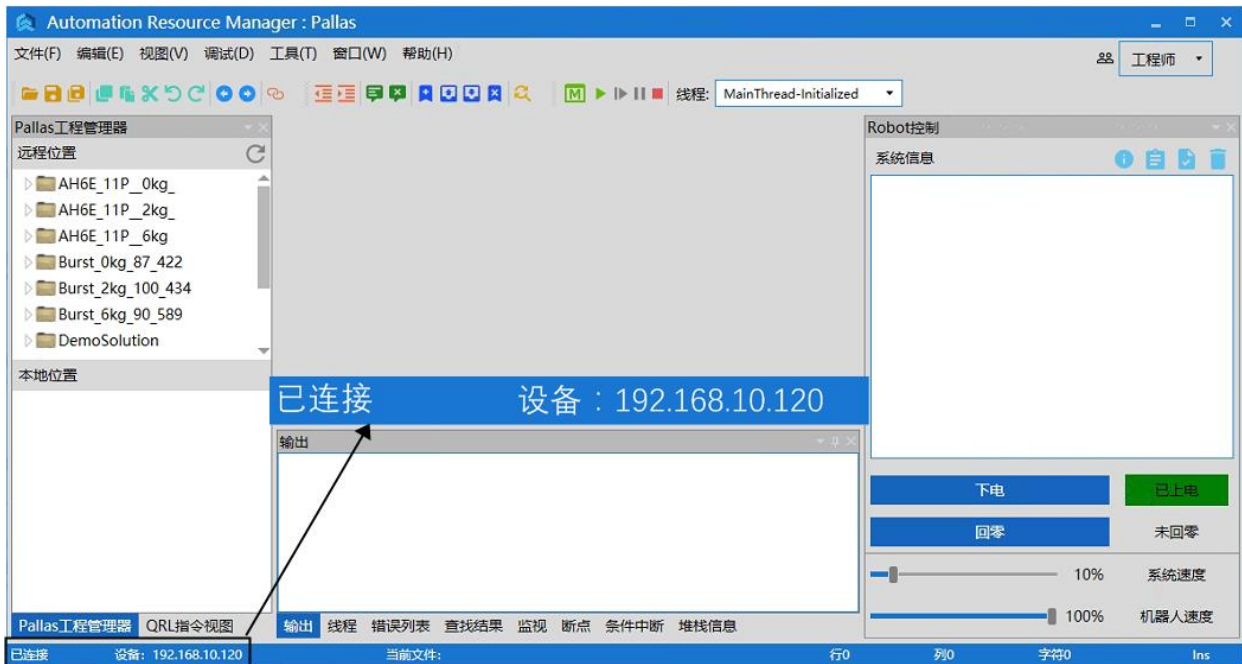 Automation Resource Manager : Pallas
文件(F) 编辑(E) 视图(V) 调试(D) 工具(T) 窗口(W) 帮助(H)
工程师
线程: MainThread-Initialized
Pallas工程管理器
远程位置
AH6E_11P__0kg_
AH6E_11P__2kg_
AH6E_11P__6kg
Burst_0kg_87_422
Burst_2kg_100_434
Burst_6kg_90_589
DemoSolution
本地位置
Pallas工程管理器 QRL指令视图
已连接 设备：192.168.10.120
输出
输出 线程 错误列表 查找结果 监视 断点 条件中断 堆栈信息
Robot控制
系统信息
下电 已上电
回零 未回零
10% 系统速度
100% 机器人速度
已连接 设备: 192.168.10.120 当前文件: 行0 列0 字符0 Ins